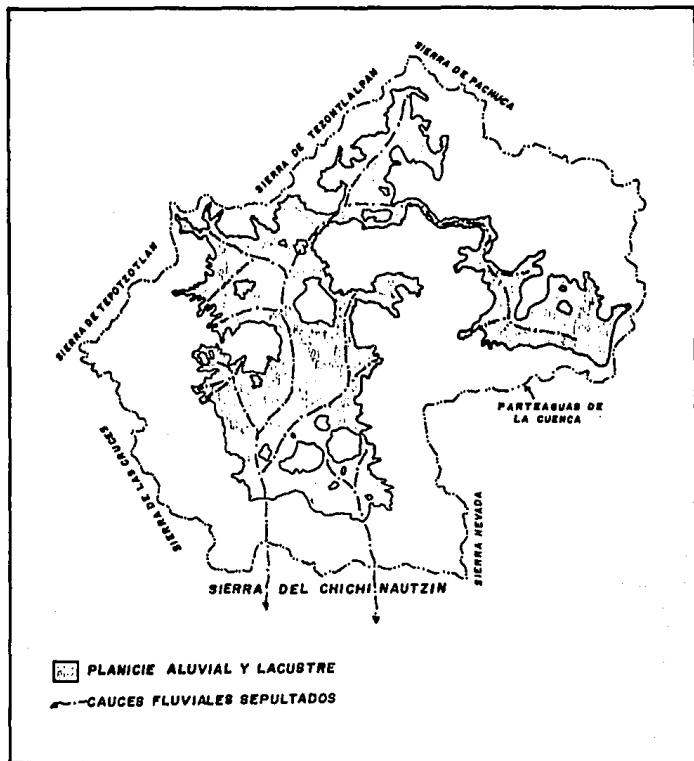 SIERRA DE PACHUCA
SIERRA DE TEZONTLALPAN
SIERRA DE TEPOTZOTLAN
PARTEAGUAS DE
LA CUENCA
SIERRA DE LAS CRUCES
SIERRA NEVADA
SIERRA DEL CHICHINAUTZIN
PLANICIE ALUVIAL Y LACUSTRE
CAUCES FLUVIALES SEPULTADOS